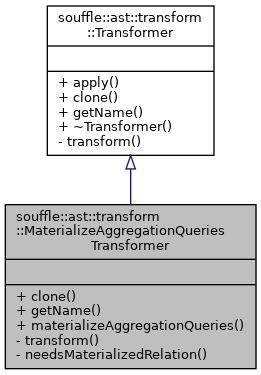 souffle::ast::transform
::Transformer
+ apply()
+ clone()
+ getName()
+ ~Transformer()
- transform()
souffle::ast::transform
::MaterializeAggregationQueries
Transformer
+ clone()
+ getName()
+ materializeAggregationQueries()
- transform()
- needsMaterializedRelation()